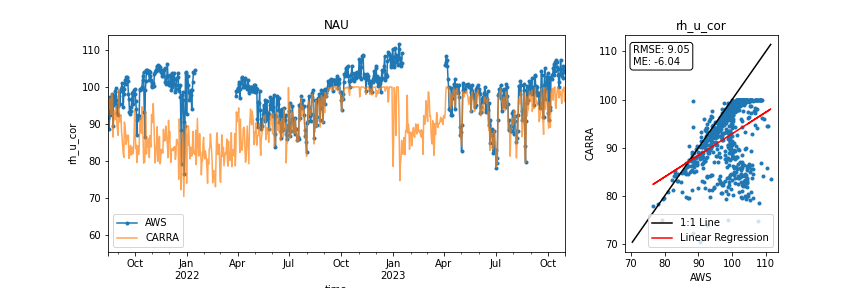 NAU
rh_u_cor
110
100
90
80
70
60
rh_u_cor
AWS
CARRA
Oct
Jan
2022
Apr
Jul
Oct
Jan
2023
Apr
Jul
Oct
time
RMSE: 9.05
ME: -6.04
110
100
90
80
70
CARRA
1:1 Line
Linear Regression
70
80
90
100
110
AWS